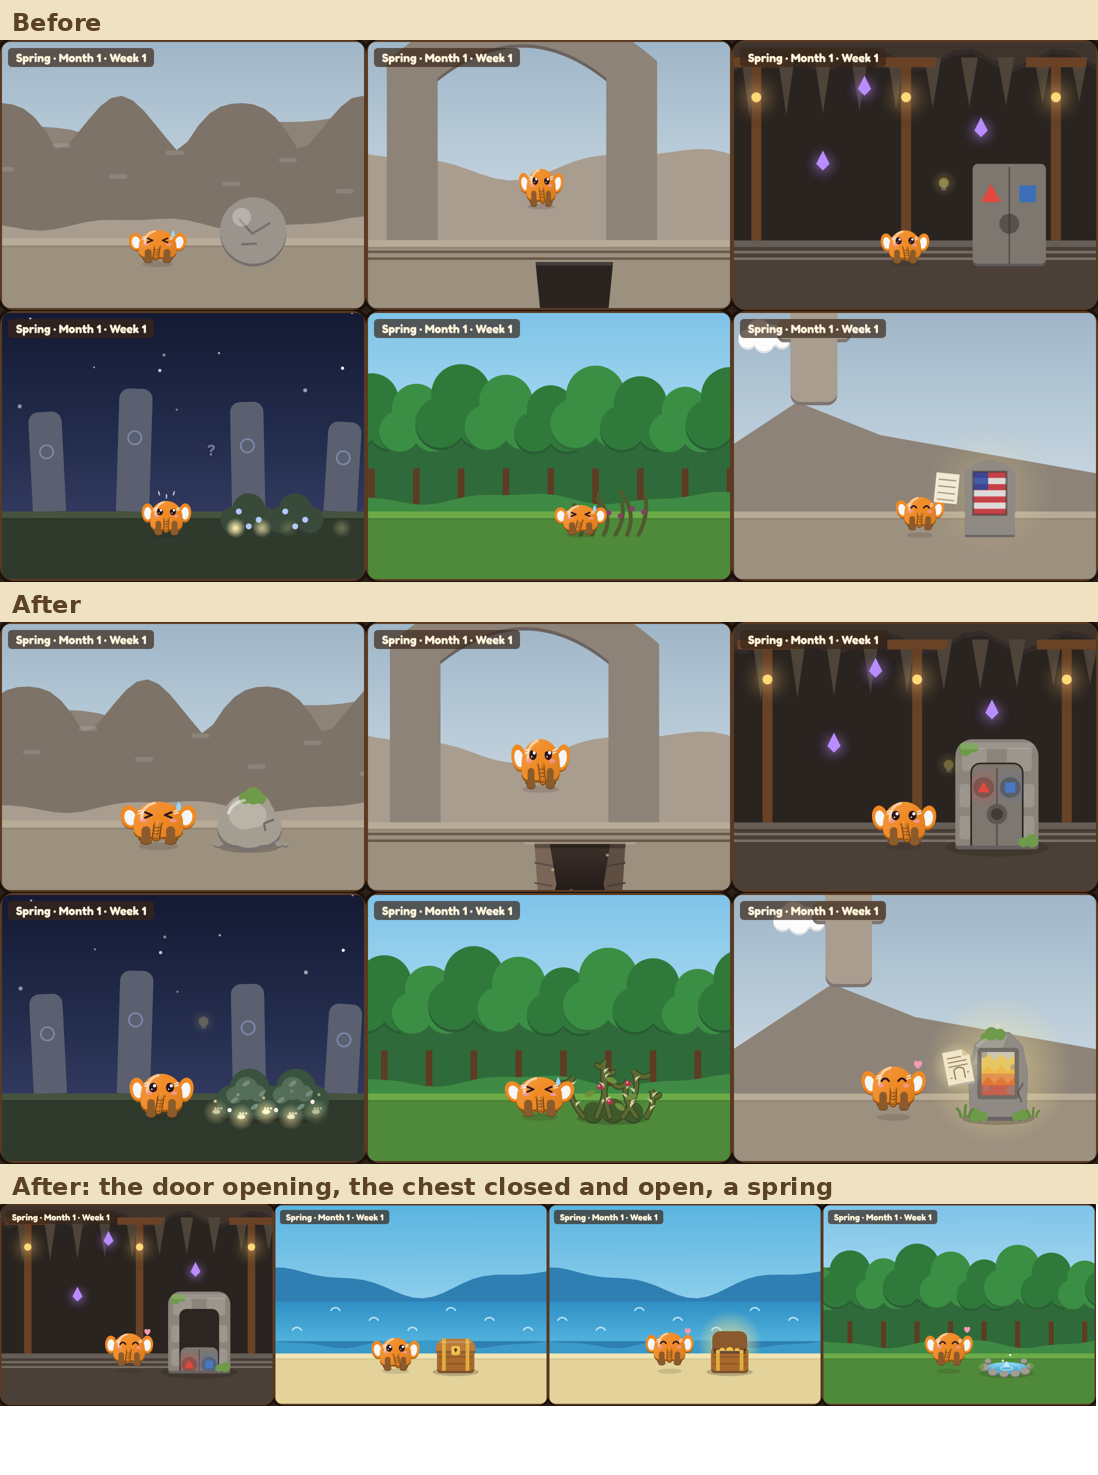 Before
Spring · Month 1 · Week 1
Spring · Month 1 · Week 1
Spring · Month 1 · Week 1
Spring · Month 1 · Week 1
Spring · Month 1 · Week 1
Spring · Month 1 · Week 1
?
After
Spring · Month 1 · Week 1
Spring · Month 1 · Week 1
Spring · Month 1 · Week 1
Spring · Month 1 · Week 1
Spring · Month 1 · Week 1
Spring · Month 1 · Week 1
After: the door opening, the chest closed and open, a spring
Spring · Month 1 · Week 1
Spring · Month 1 · Week 1
Spring · Month 1 · Week 1
Spring · Month 1 · Week 1